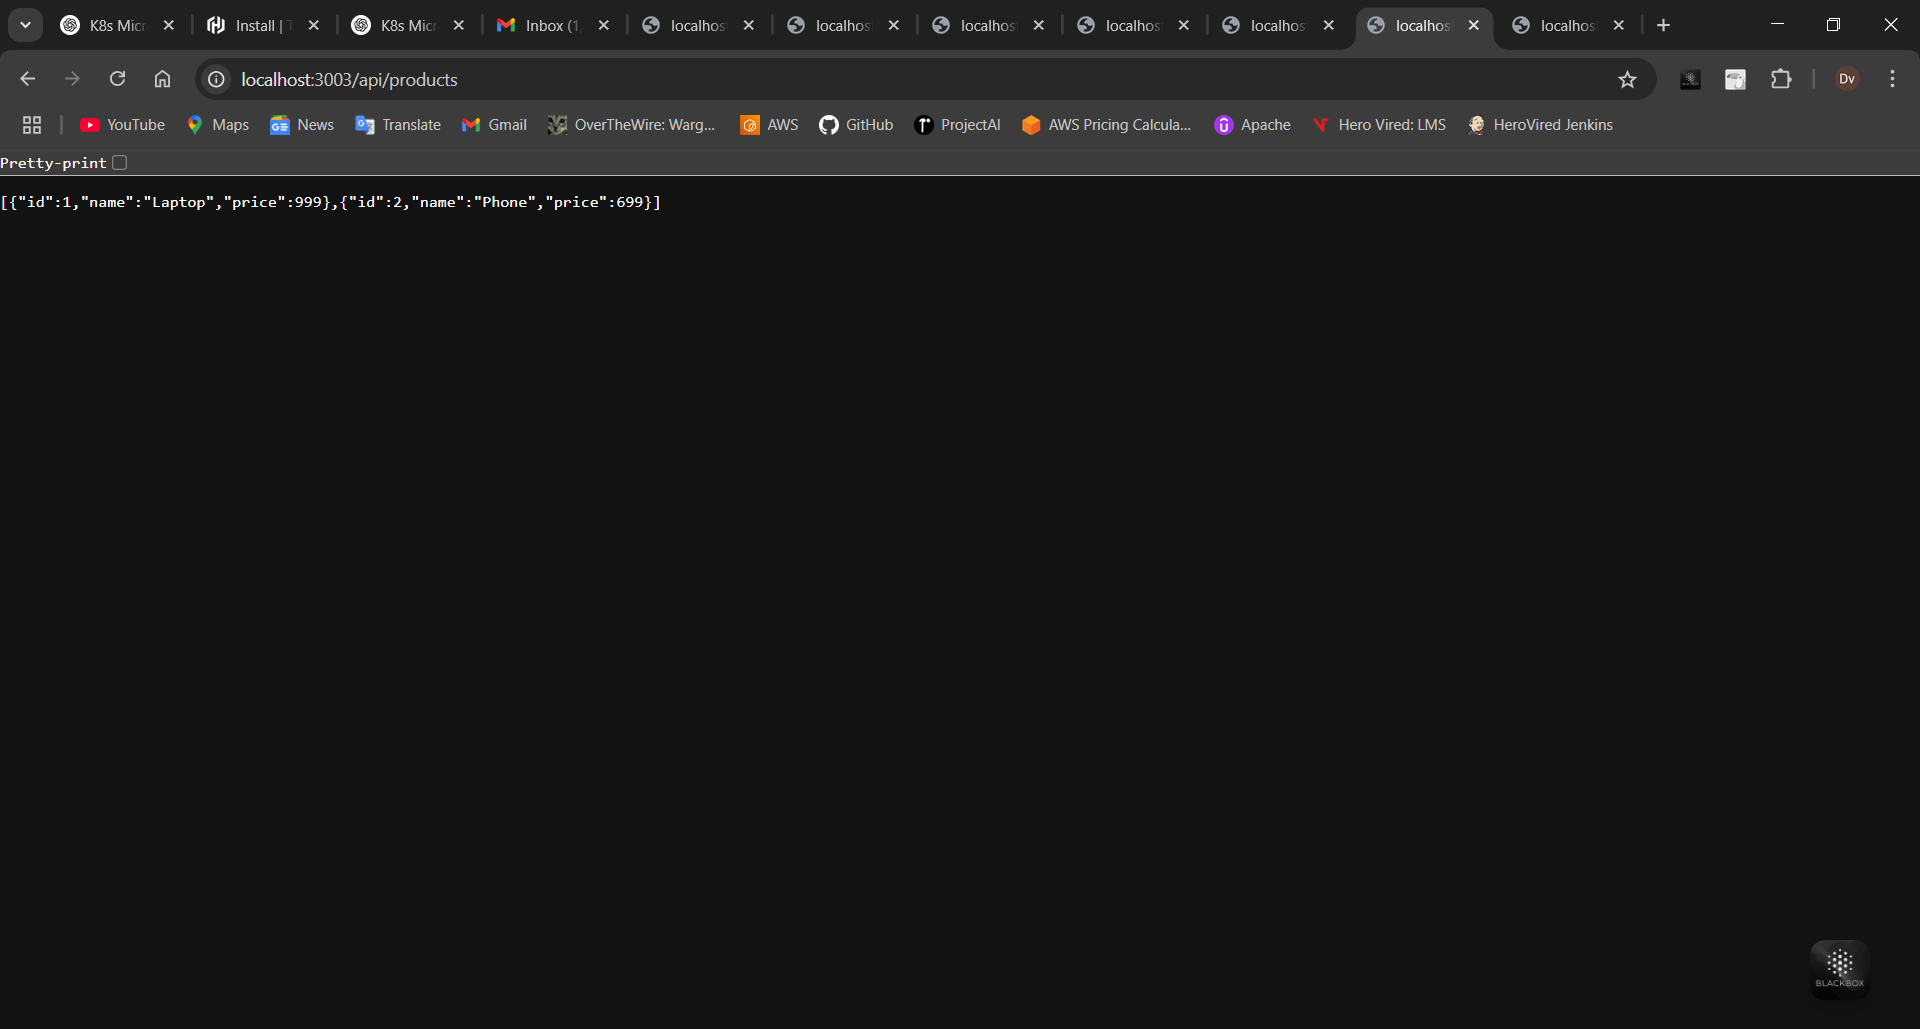 K8s Micr
Install | T
K8s Micr
Inbox (1,
localhos
localhos
localhos
localhos
localhos
localhos
localhos
localhost:3003/api/products
Dv
YouTube
Maps
News
Translate
Gmail
OverTheWire: Warg...
AWS
GitHub
ProjectAI
AWS Pricing Calcula...
Apache
Hero Vired: LMS
HeroVired Jenkins
Pretty-print
[{"id":1,"name":"Laptop","price":999},{"id":2,"name":"Phone","price":699}]
BLACKBOX